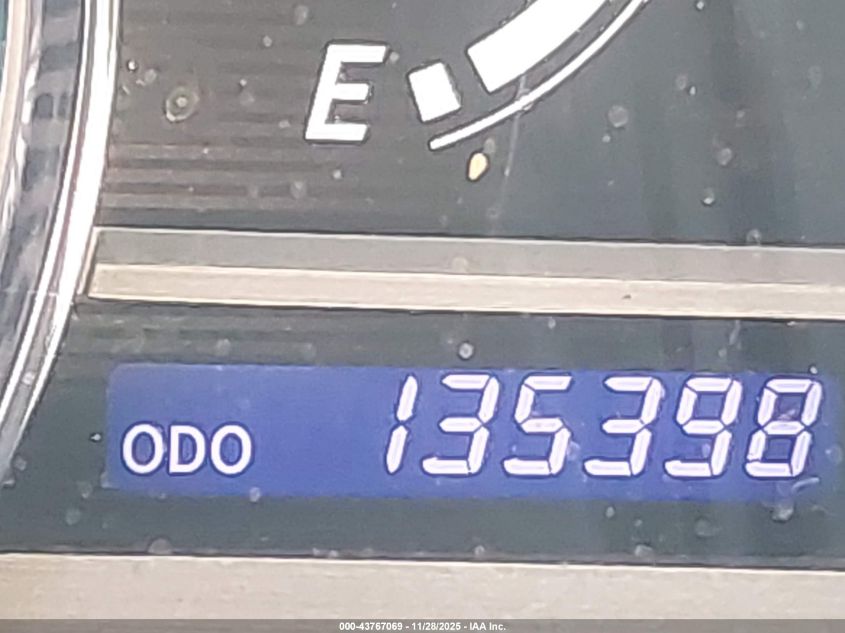 E
ODO 135398
000-43767069 - 11/28/2025 - IAA Inc.